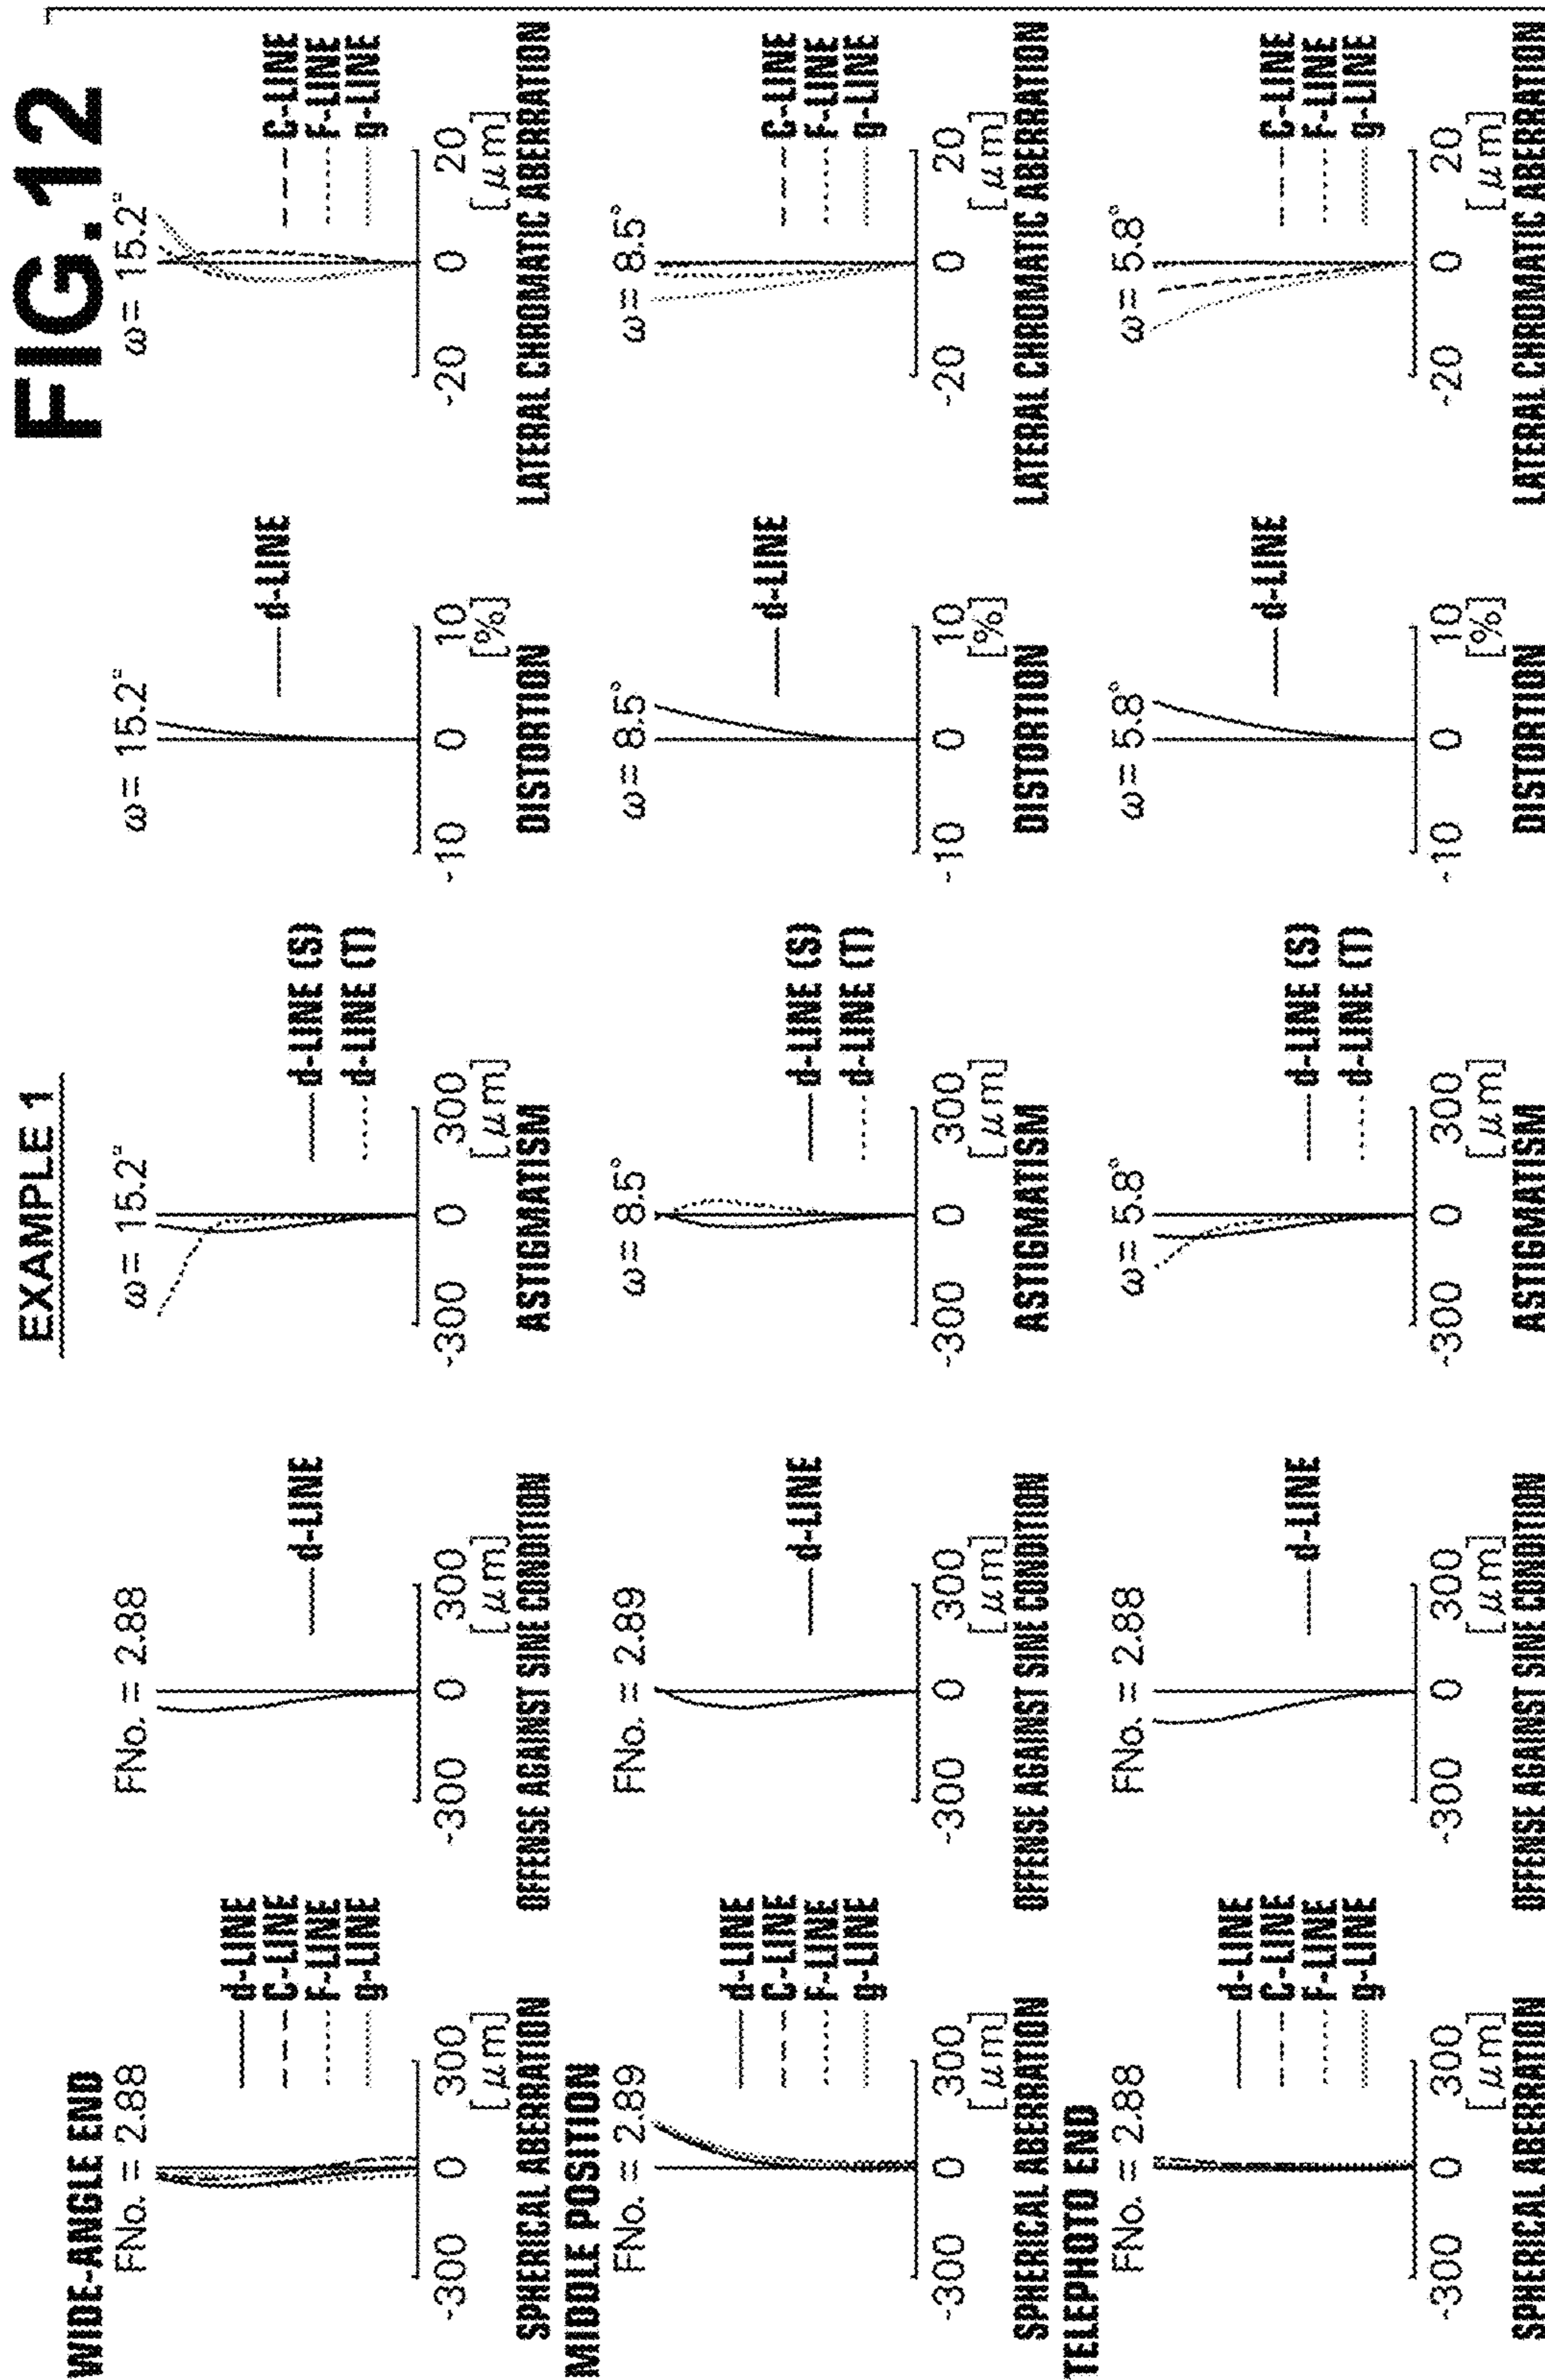 FIG.12
EXAMPLE 1
WIDE-ANGLE END
FNo. = 2.88
d-LINE
C-LINE
F-LINE
g-LINE
-300 0 300
[μm]
SPHERICAL ABERRATION
FNo. = 2.88
d-LINE
-300 0 300
[μm]
OFFENSE AGAINST SINE CONDITION
ω= 15.2°
d-LINE (S)
d-LINE (T)
-300 0 300
[μm]
ASTIGMATISM
ω= 15.2°
d-LINE
-10 0 10
[%]
DISTORTION
ω= 15.2°
C-LINE
F-LINE
g-LINE
-20 0 20
[μm]
LATERAL CHROMATIC ABERRATION
MIDDLE POSITION
FNo. = 2.89
d-LINE
C-LINE
F-LINE
g-LINE
-300 0 300
[μm]
SPHERICAL ABERRATION
FNo. = 2.89
d-LINE
-300 0 300
[μm]
OFFENSE AGAINST SINE CONDITION
ω= 8.5°
d-LINE (S)
d-LINE (T)
-300 0 300
[μm]
ASTIGMATISM
ω= 8.5°
d-LINE
-10 0 10
[%]
DISTORTION
ω= 8.5°
C-LINE
F-LINE
g-LINE
-20 0 20
[μm]
LATERAL CHROMATIC ABERRATION
TELEPHOTO END
FNo. = 2.88
d-LINE
C-LINE
F-LINE
g-LINE
-300 0 300
[μm]
SPHERICAL ABERRATION
FNo. = 2.88
d-LINE
-300 0 300
[μm]
OFFENSE AGAINST SINE CONDITION
ω= 5.8°
d-LINE (S)
d-LINE (T)
-300 0 300
[μm]
ASTIGMATISM
ω= 5.8°
d-LINE
-10 0 10
[%]
DISTORTION
ω= 5.8°
C-LINE
F-LINE
g-LINE
-20 0 20
[μm]
LATERAL CHROMATIC ABERRATION